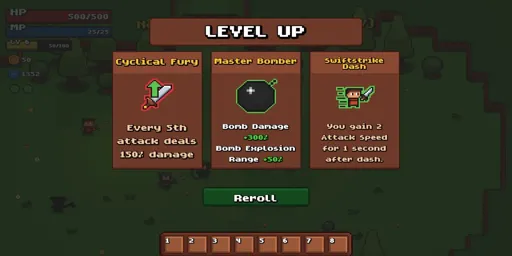 HP 500/500
LEVEL UP
MP 25/25
Cyclical Fury
Master Bomber
Swiftstrike
Dash
Every 5th
attack deals
150% damage
Bomb Damage
+300%
Bomb Explosion
Range +50%
You gain 2
Attack Speed
for 1 second
after dash.
Reroll
1 2 3 4 5 6 7 8